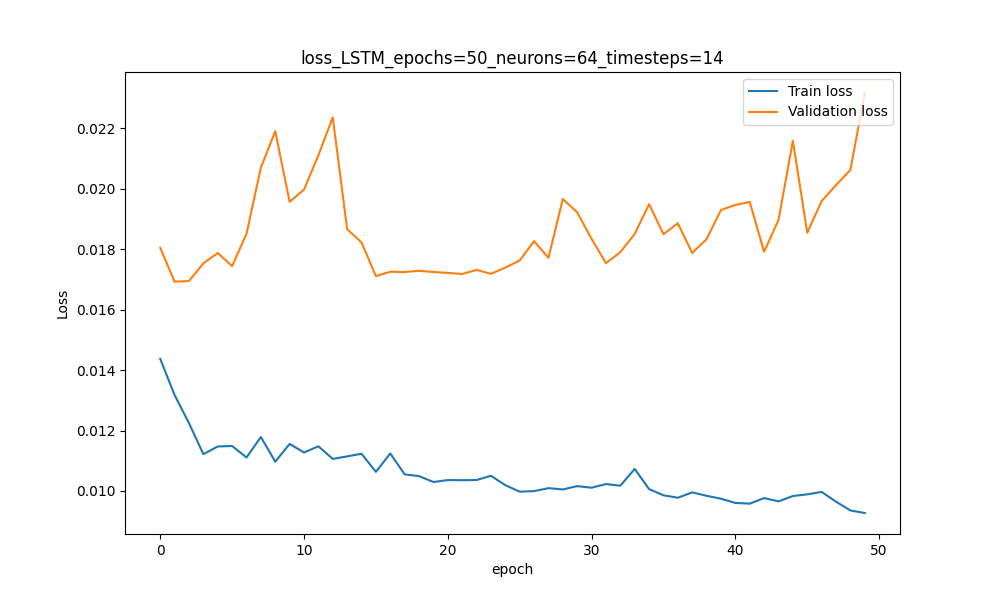 loss_LSTM_epochs=50_neurons=64_timesteps=14
Train loss
Validation loss
0.022
0.020
0.018
0.016
0.014
0.012
0.010
Loss
0 10 20 30 40 50
epoch